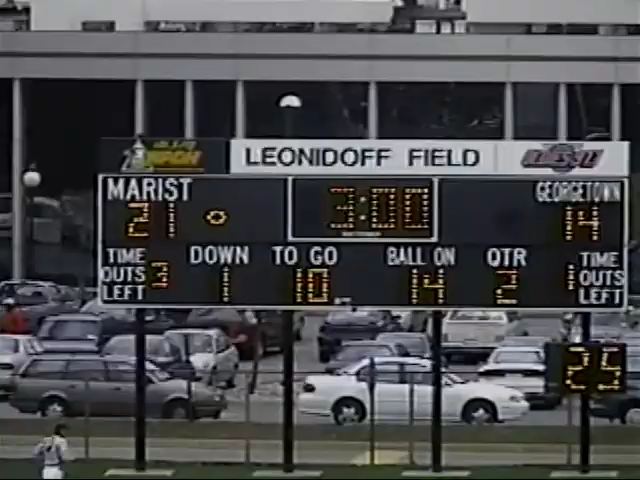 LEONIDOFF FIELD
MARIST 3:00 GEORGETOWN
21 14
TIME OUTS LEFT 3 DOWN 1 TO GO 10 BALL ON 14 QTR 2 1 TIME OUTS LEFT
25